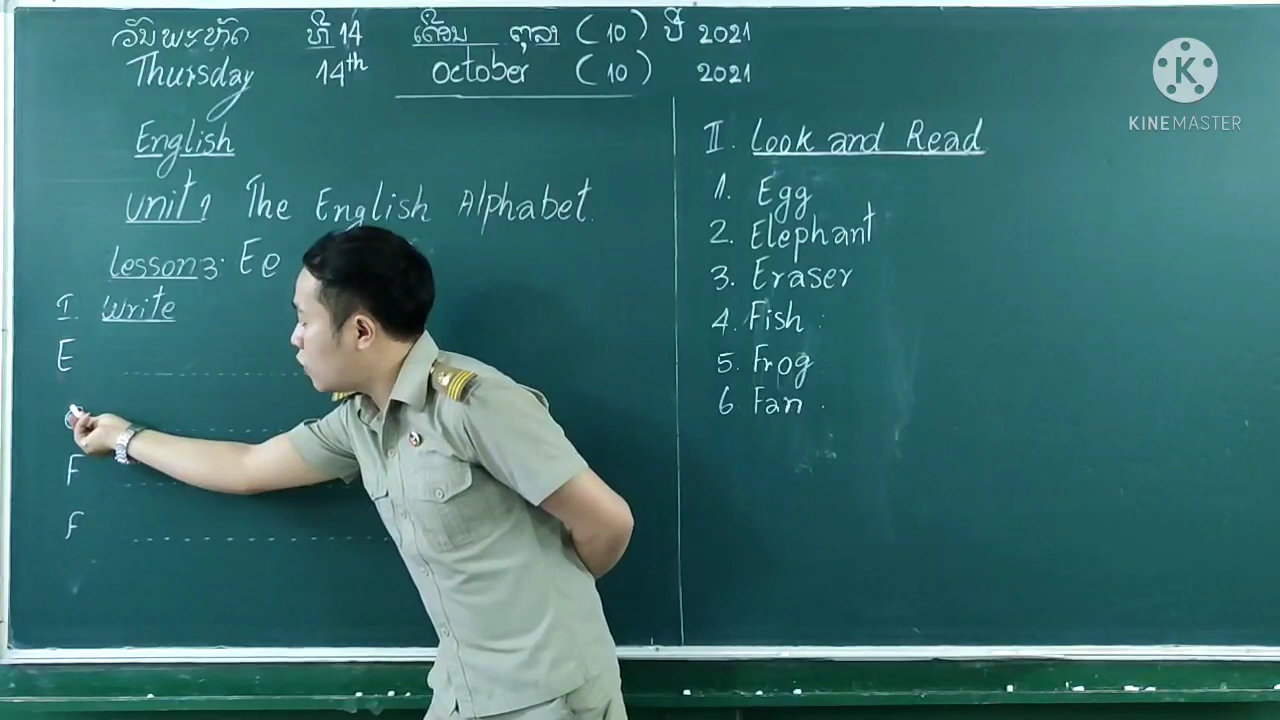 ວັນພະຫັດ ທີ 14 ເດືອນ ຕຸລາ ( 10 ) ປີ 2021
Thursday 14th October ( 10 ) 2021
English
Unit 1 The English Alphabet.
Lesson 3: Ee
I. Write
E
F
f
II. Look and Read
1. Egg
2. Elephant
3. Eraser
4. Fish
5. Frog
6 Fan
KINEMASTER